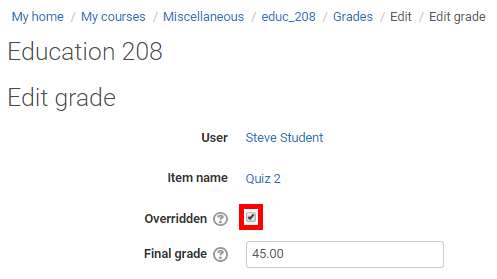 My home / My courses / Miscellaneous / educ_208 / Grades / Edit / Edit grade
Education 208
Edit grade
User Steve Student
Item name Quiz 2
Overridden ?
Final grade ? 45.00